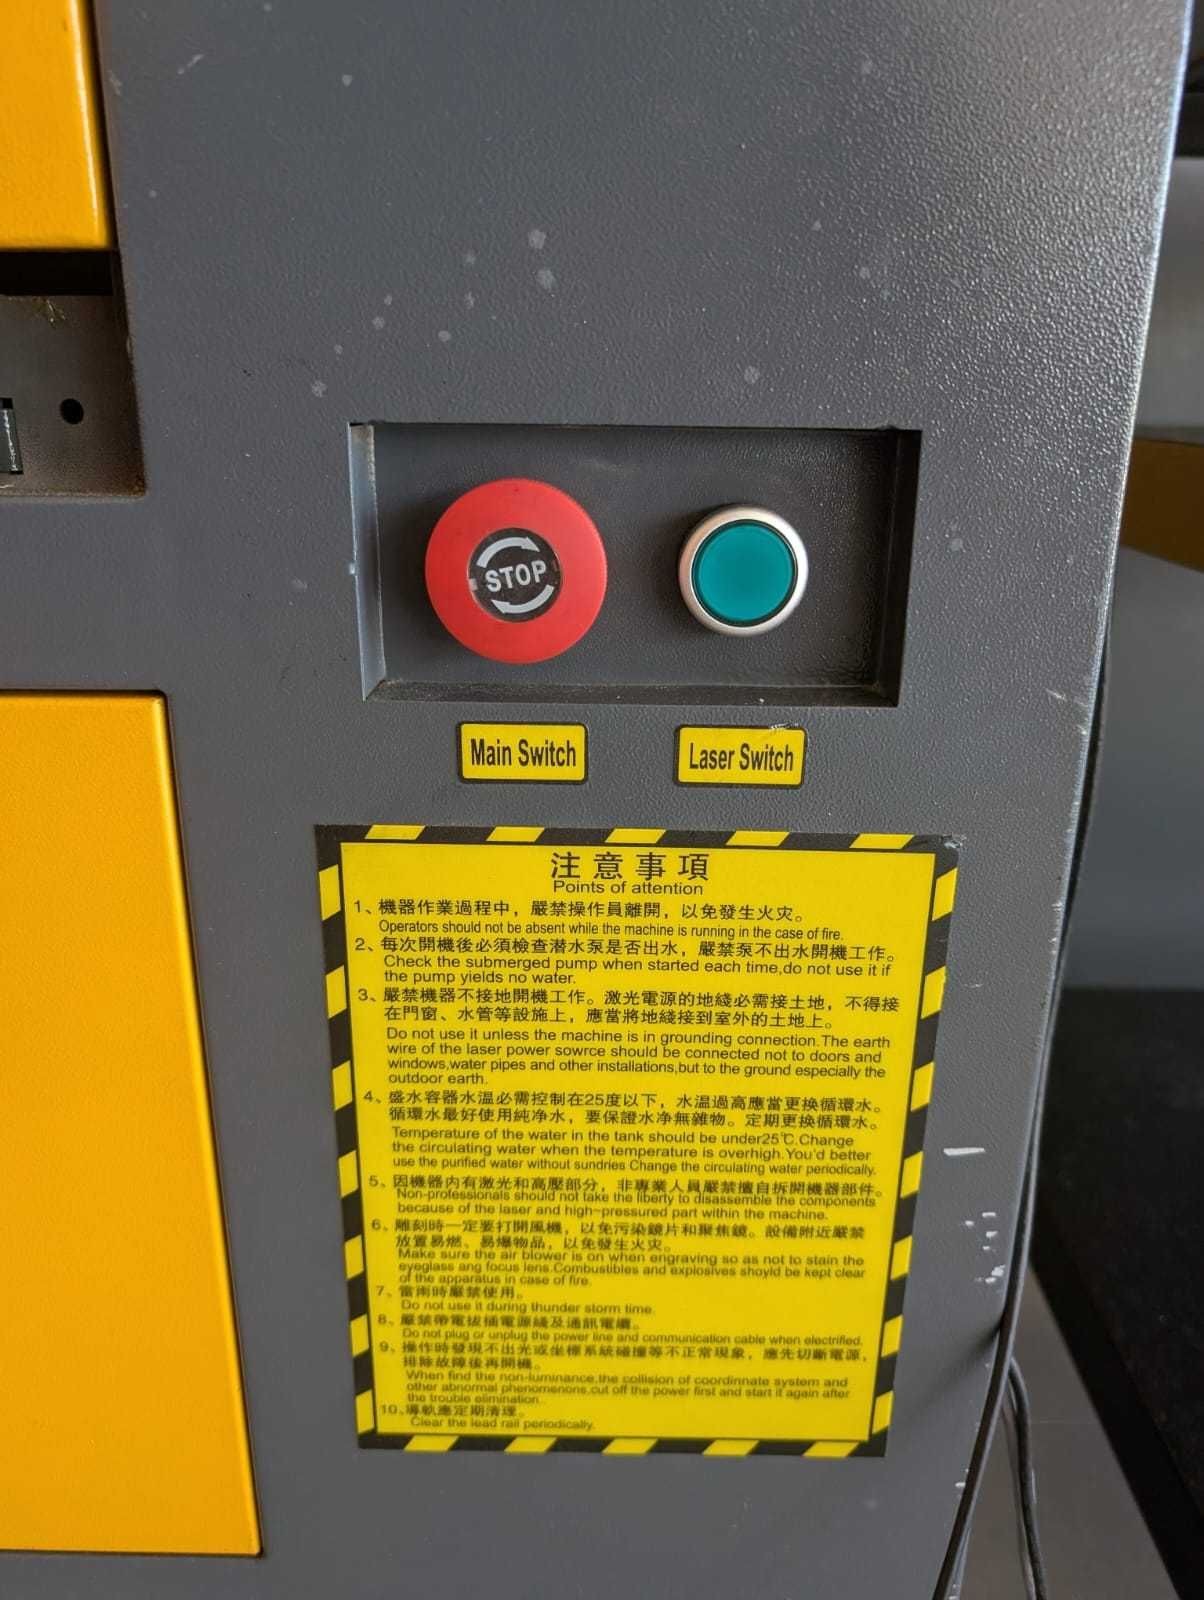 STOP
Main Switch
Laser Switch
注意事項
Points of attention
1、機器作業過程中，嚴禁操作員離開，以免發生火灾。
Operators should not be absent while the machine is running in the case of fire.
2、每次開機後必須檢查潜水泵是否出水，嚴禁泵不出水開機工作。
Check the submerged pump when started each time,do not use it if
the pump yields no water.
3、嚴禁機器不接地開機工作。激光電源的地綫必需接土地，不得接
在門窗、水管等設施上，應當將地綫接到室外的土地上。
Do not use it unless the machine is in grounding connection.The earth
wire of the laser power sowrce should be connected not to doors and
windows,water pipes and other installations,but to the ground especially the
outdoor earth.
4、盛水容器水温必需控制在25度以下，水温過高應當更换循環水。
循環水最好使用純净水，要保證水净無雜物。定期更换循環水。
Temperature of the water in the tank should be under25℃.Change
the circulating water when the temperature is overhigh.You'd better
use the purified water without sundries Change the circulating water periodically.
5、因機器内有激光和高壓部分，非專業人員嚴禁擅自拆開機器部件。
Non-professionals should not take the liberty to disassemble the components
because of the laser and high-pressured part within the machine.
6、雕刻時一定要打開風機，以免污染鏡片和聚焦鏡。設備附近嚴禁
放置易燃、易爆物品，以免發生火灾。
Make sure the air blower is on when engraving so as not to stain the
eyeglass ang focus lens.Combustibles and explosives shoyld be kept clear
of the apparatus in case of fire.
7、雷雨時嚴禁使用。
Do not use it during thunder storm time.
8、嚴禁帶電拔插電源綫及通訊電纜。
Do not plug or unplug the power line and communication cable when electrified.
9、操作時發現不出光或坐標系統碰撞等不正常現象，應先切斷電源，
排除故障後再開機。
When find the non-luminance,the collision of coordinnate system and
other abnormal phenomenons,cut off the power first and start it again after
the trouble elimination..
10、導軌應定期清理。
Clear the lead rail periodically.